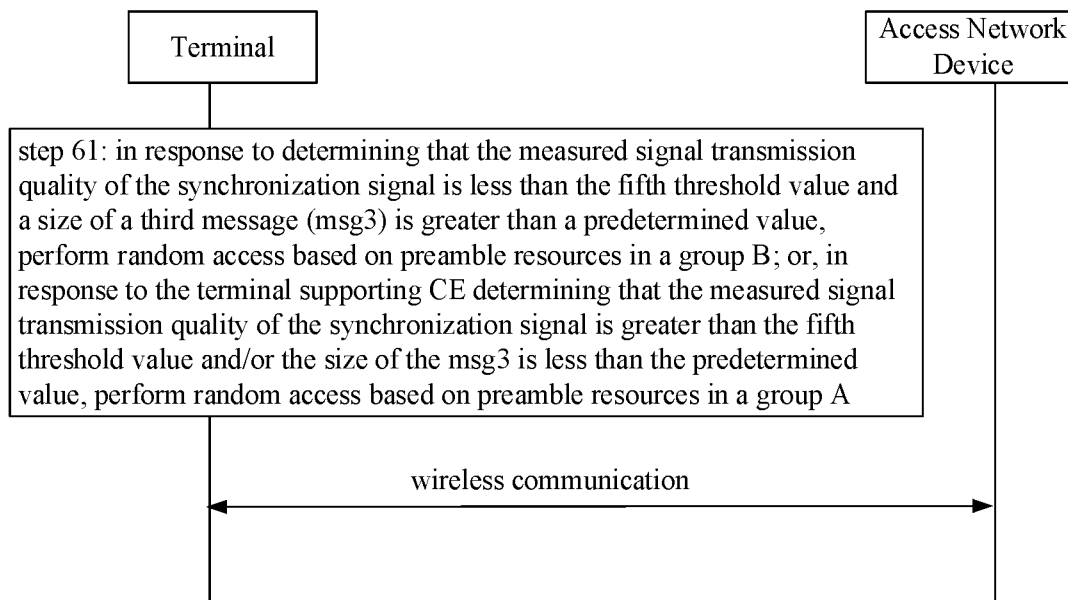 Terminal
Access Network
Device
step 61: in response to determining that the measured signal transmission
quality of the synchronization signal is less than the fifth threshold value and
a size of a third message (msg3) is greater than a predetermined value,
perform random access based on preamble resources in a group B; or, in
response to the terminal supporting CE determining that the measured signal
transmission quality of the synchronization signal is greater than the fifth
threshold value and/or the size of the msg3 is less than the predetermined
value, perform random access based on preamble resources in a group A
wireless communication